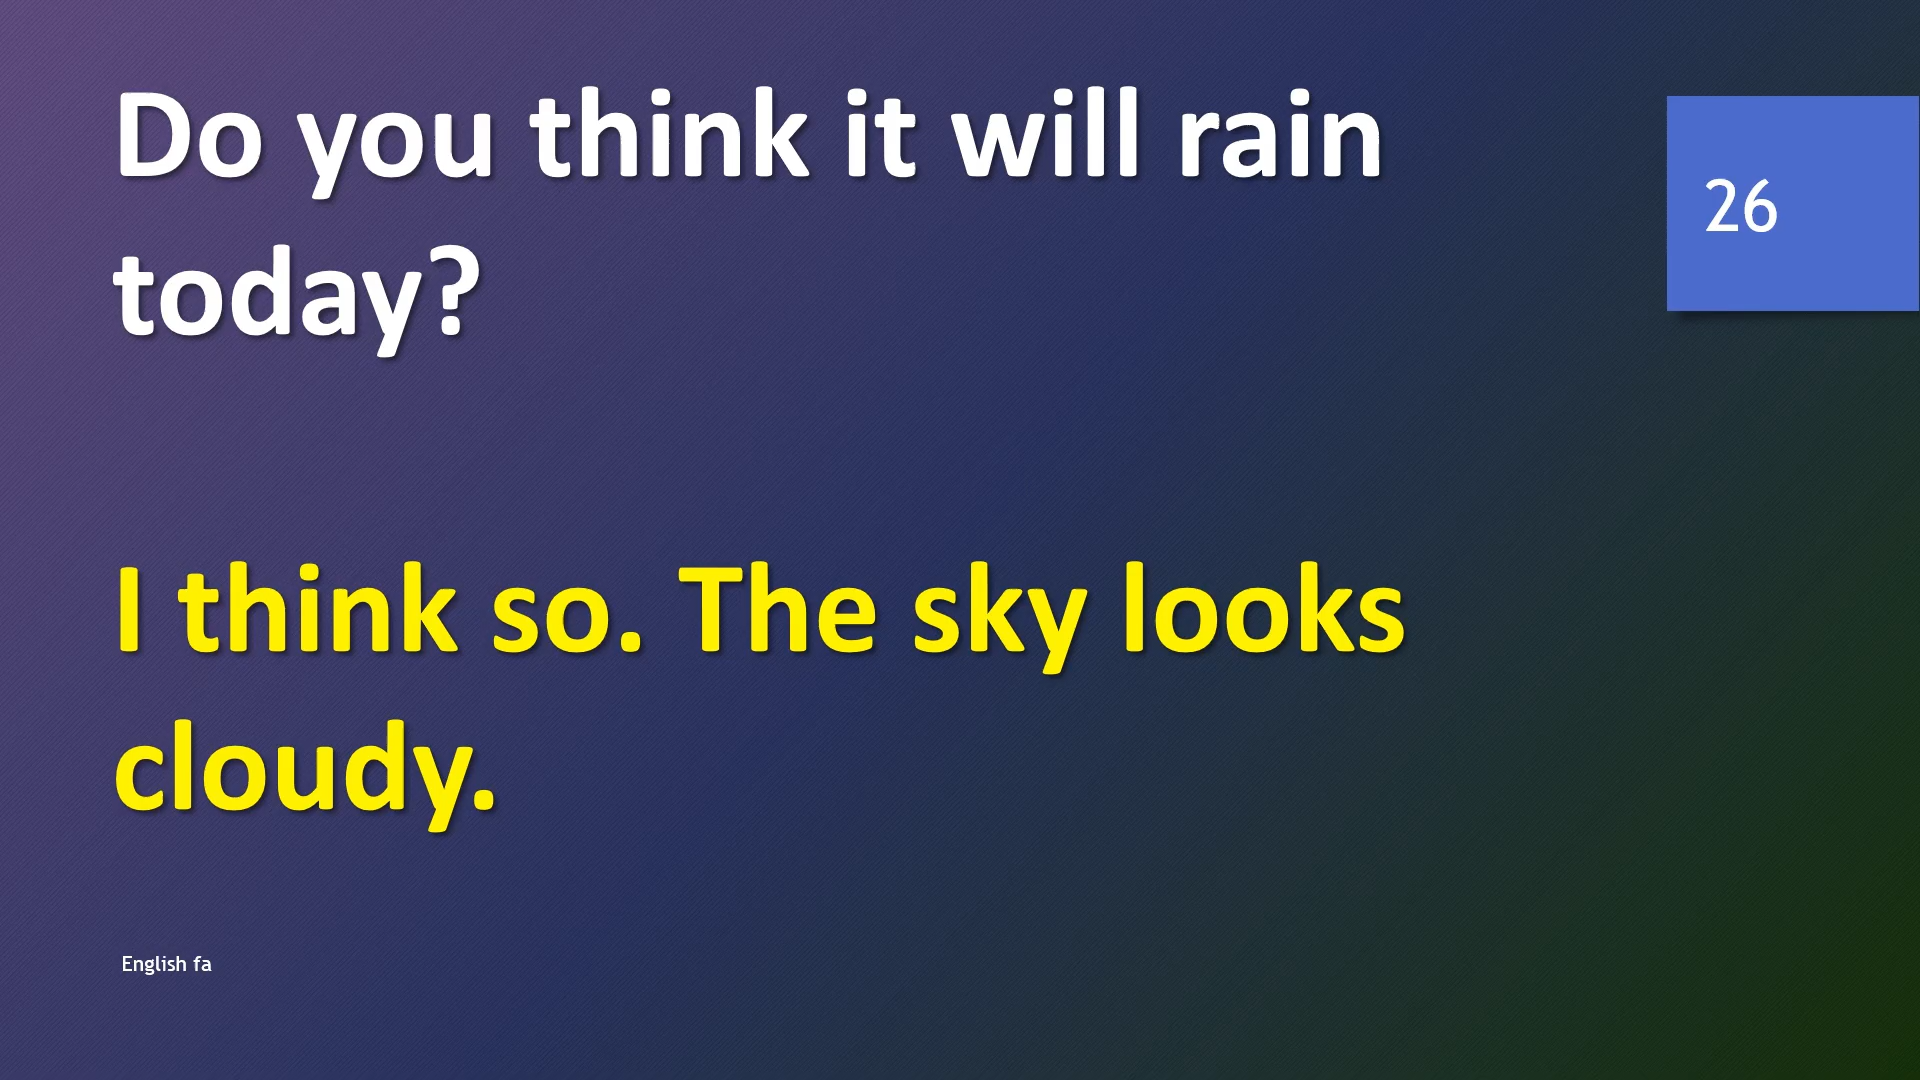 Do you think it will rain
today?
26
I think so. The sky looks
cloudy.
English fa